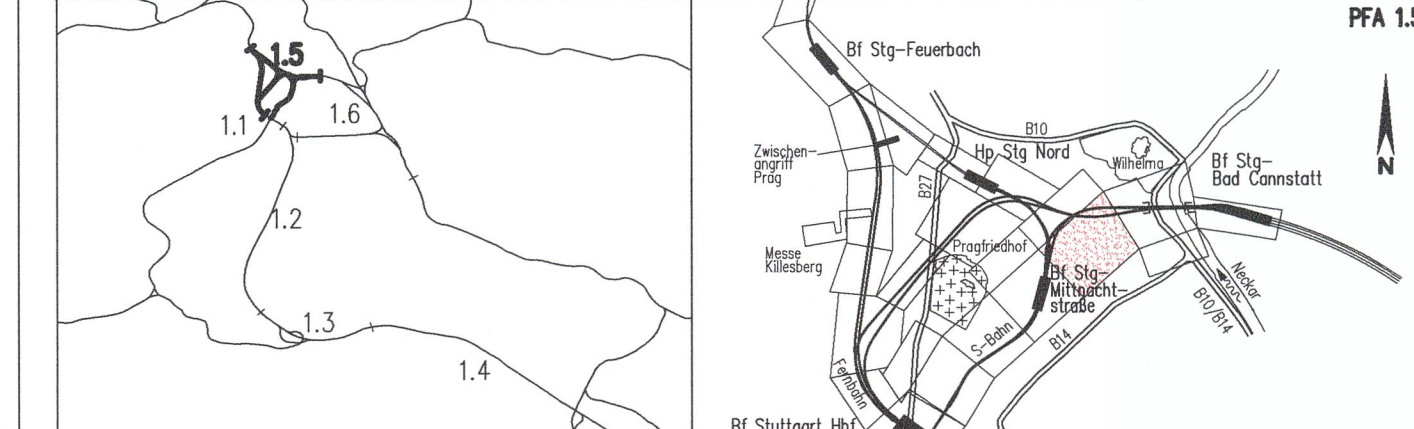 1.5
1.1
1.6
1.2
1.3
1.4
PFA 1.5
Bf Stg-Feuerbach
B10
Zwischen-
angriff
Prag
Hp Stg Nord
Wilhelma
Bf Stg-
Bad Cannstatt
N
B27
Messe
Killesberg
Pragfriedhof
Bf Stg-
Mittnacht-
straße
Neckar
B10/B14
S-Bahn
B14
Fernbahn
Bf Stuttgart Hbf